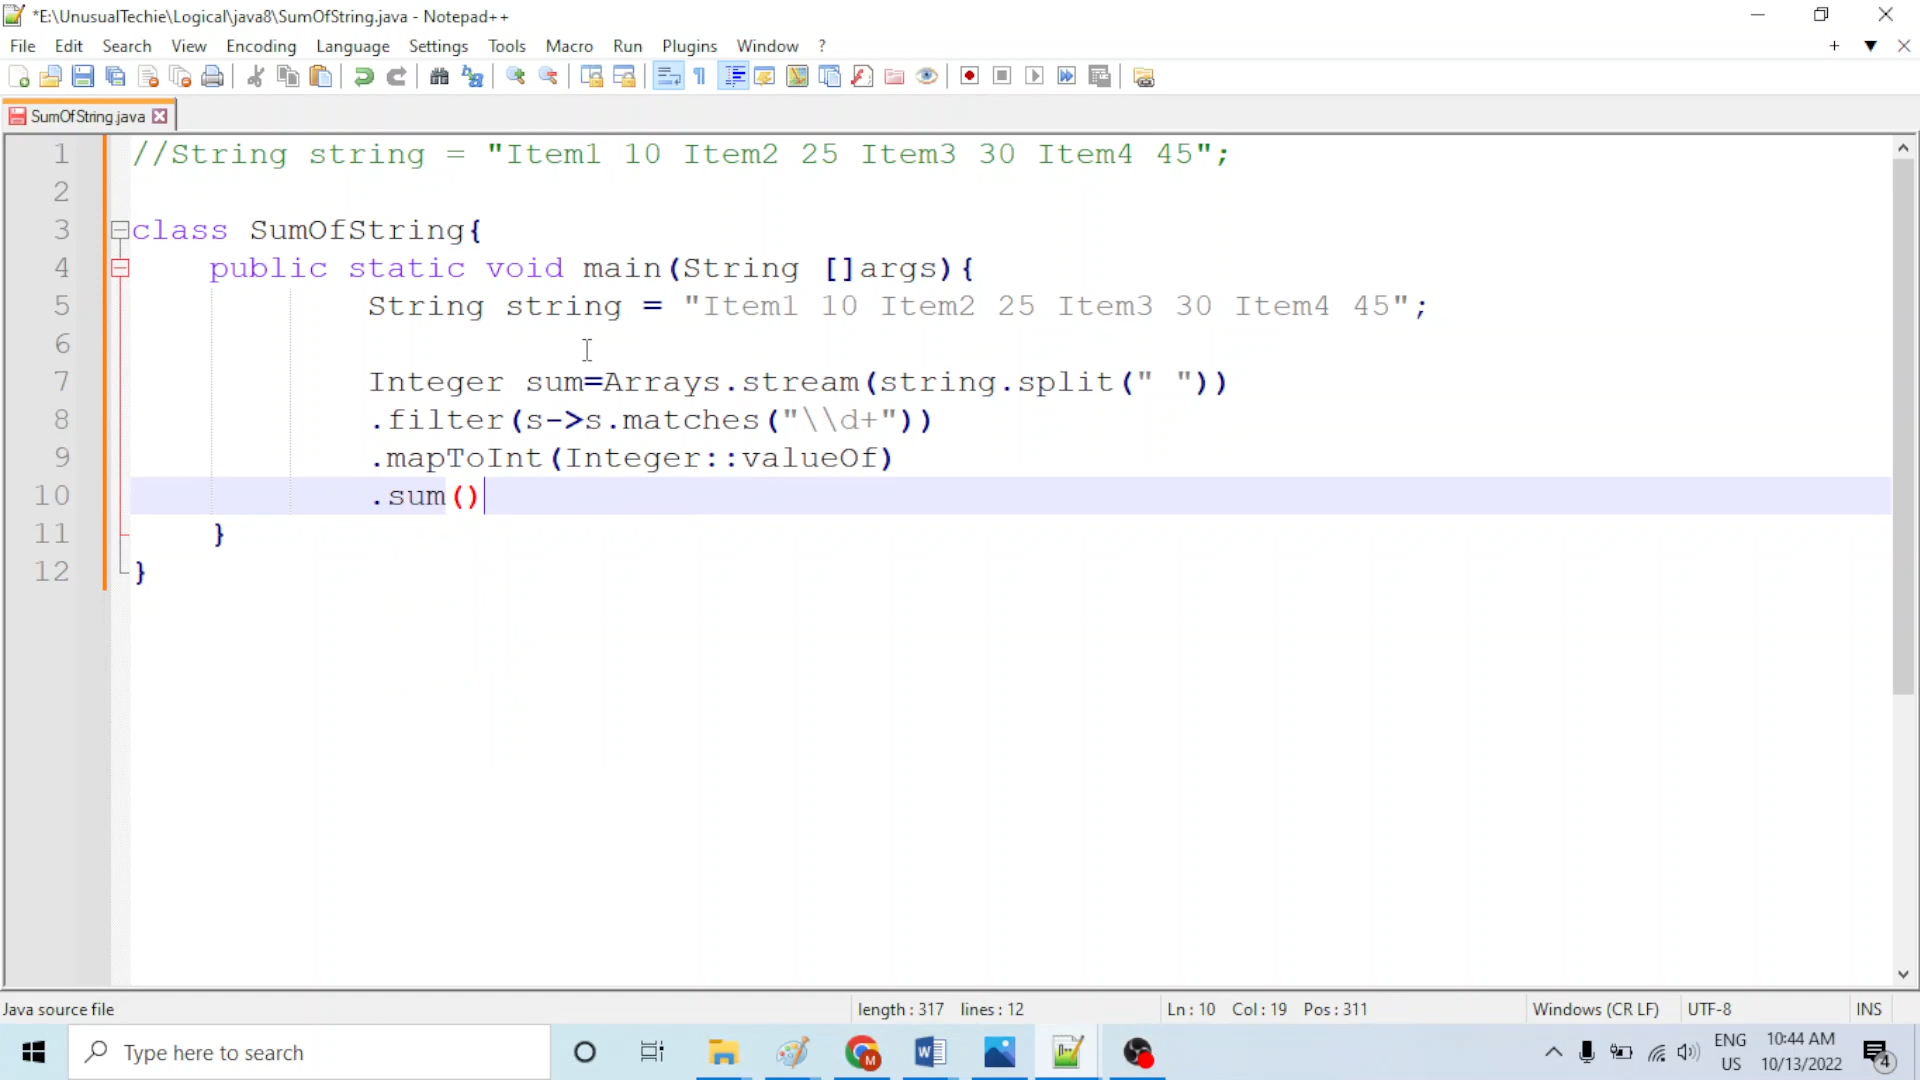 *E:\UnusualTechie\Logical\java8\SumOfString.java - Notepad++
File Edit Search View Encoding Language Settings Tools Macro Run Plugins Window ?
SumOfString.java
1 //String string = "Item1 10 Item2 25 Item3 30 Item4 45";
2
3 class SumOfString{
4 public static void main(String []args){
5 String string = "Item1 10 Item2 25 Item3 30 Item4 45";
6
7 Integer sum=Arrays.stream(string.split(" "))
8 .filter(s->s.matches("\\d+"))
9 .mapToInt(Integer::valueOf)
10 .sum()
11 }
12 }
Java source file length : 317 lines : 12 Ln : 10 Col : 19 Pos : 311 Windows (CR LF) UTF-8 INS
Type here to search
ENG 10:44 AM
US 10/13/2022 4